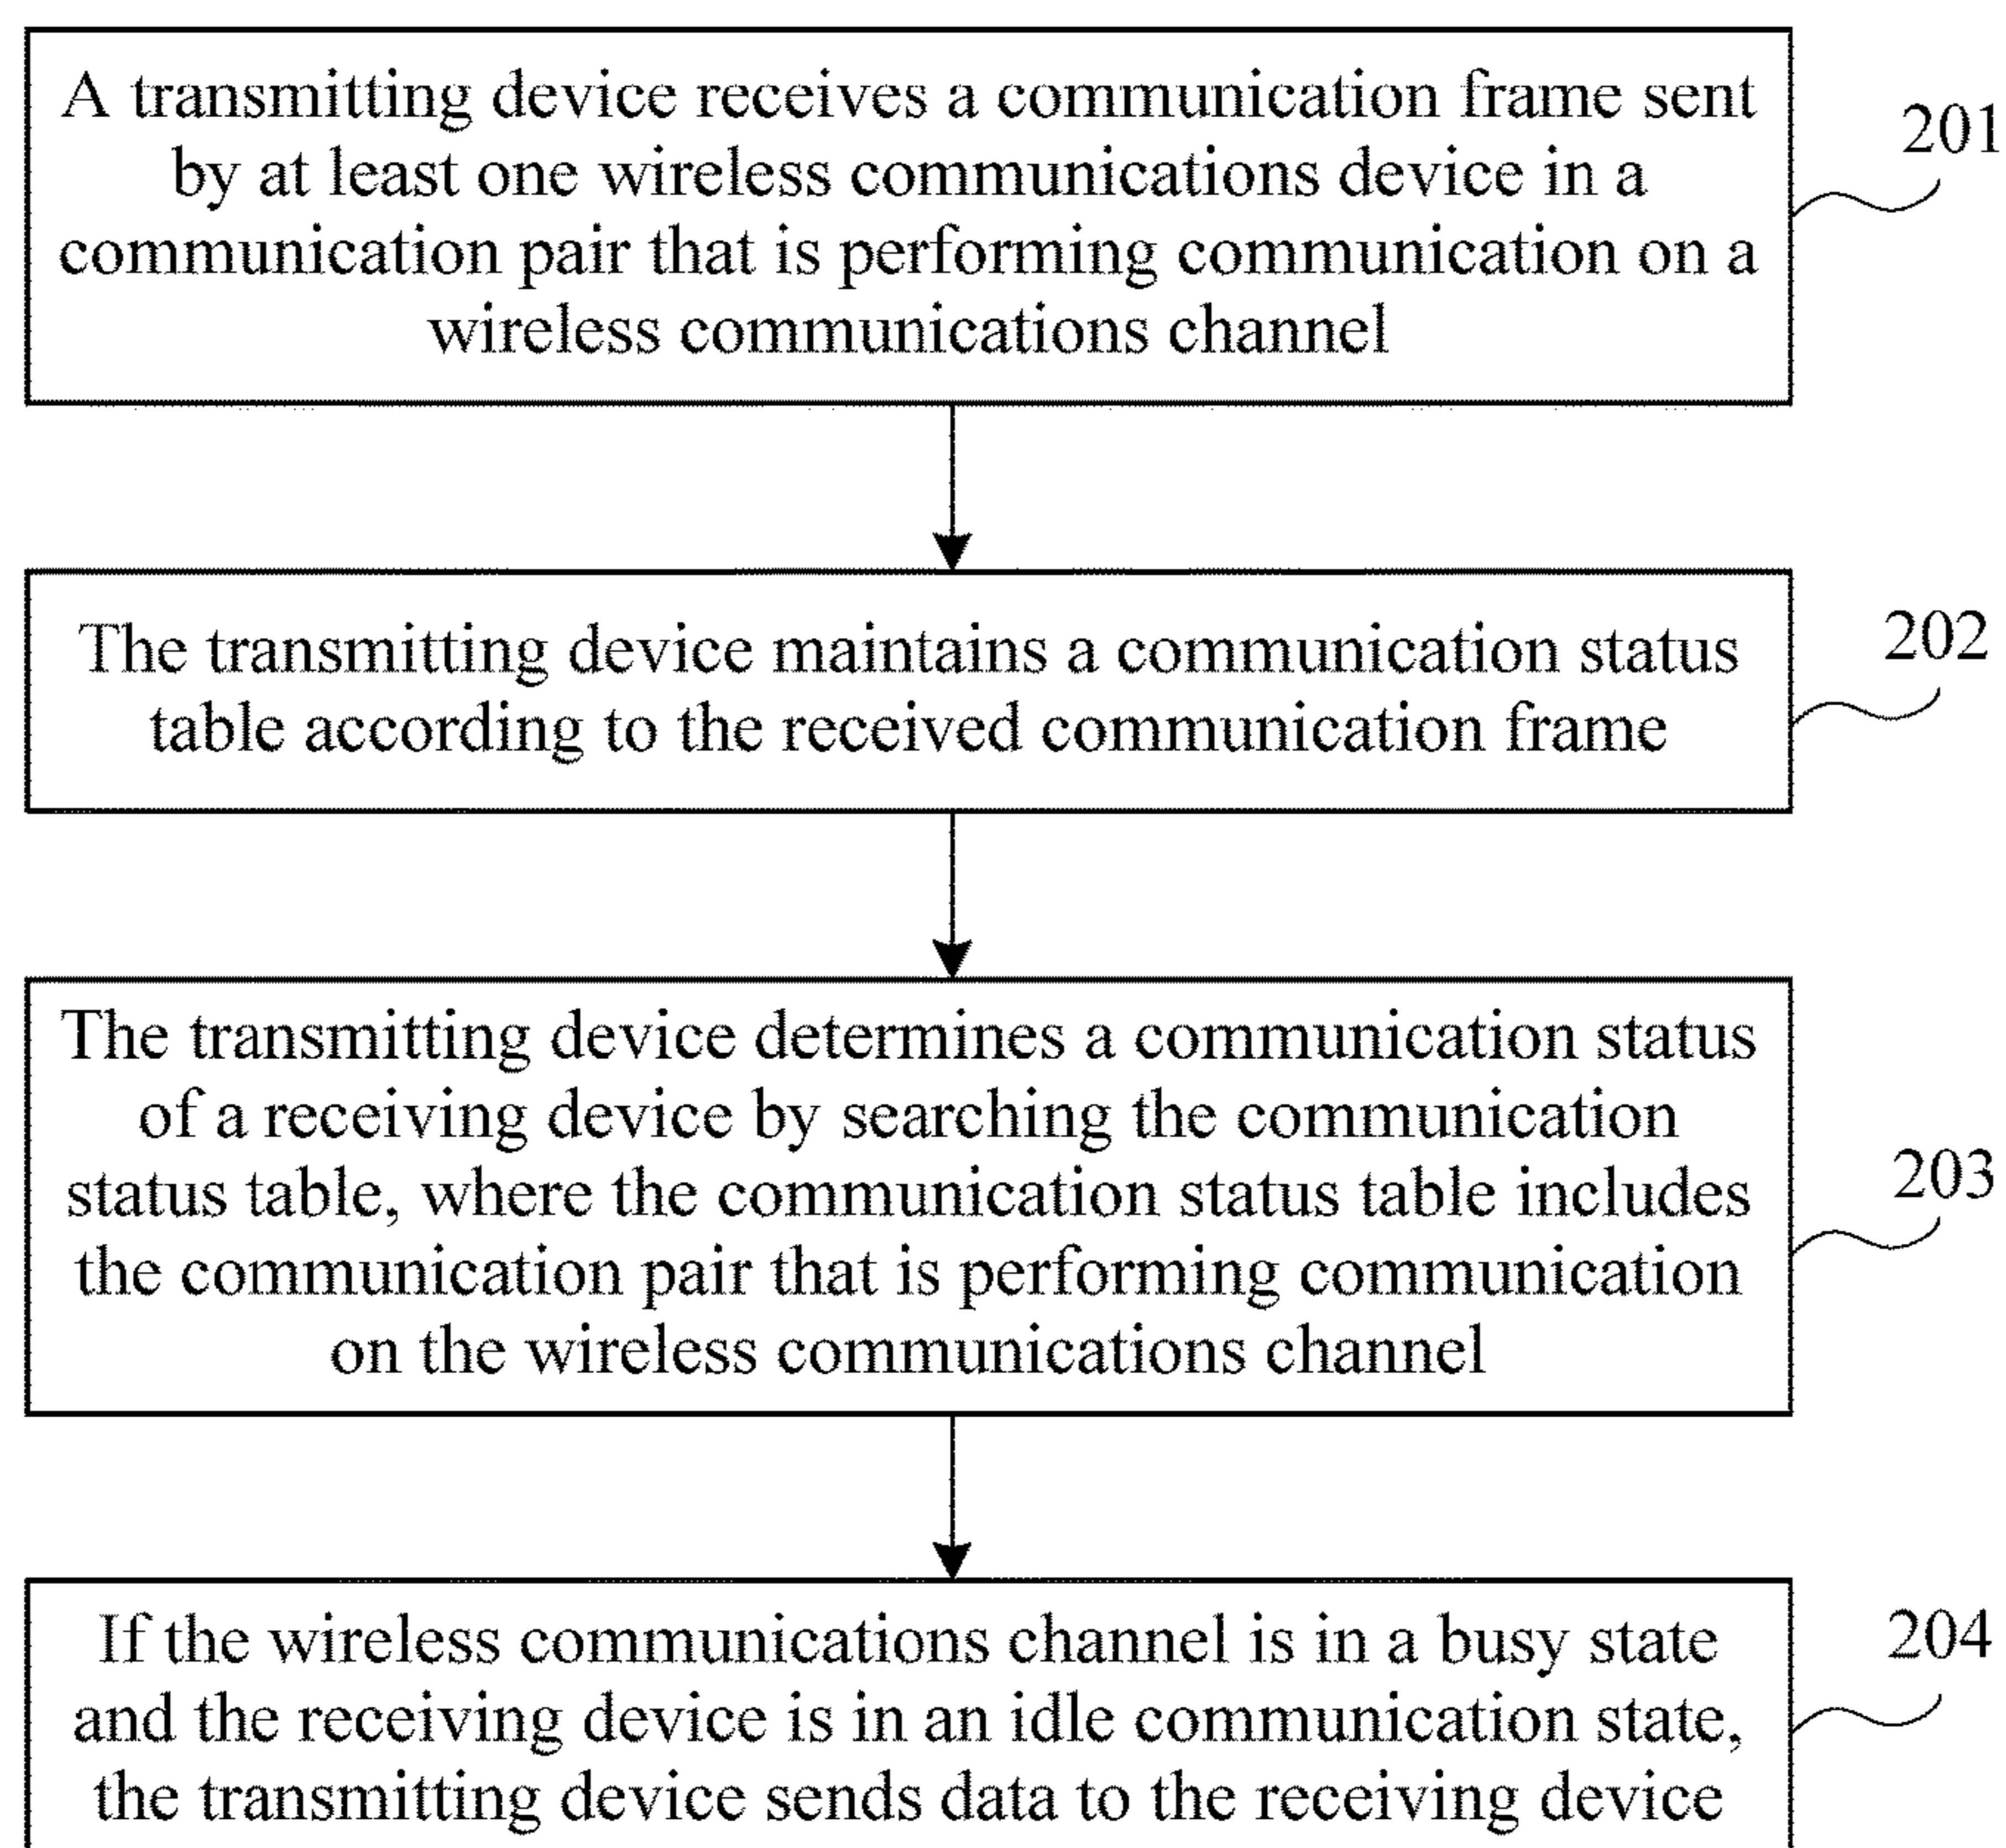 A transmitting device receives a communication frame sent
by at least one wireless communications device in a
communication pair that is performing communication on a
wireless communications channel
201
The transmitting device maintains a communication status
table according to the received communication frame
202
The transmitting device determines a communication status
of a receiving device by searching the communication
status table, where the communication status table includes
the communication pair that is performing communication
on the wireless communications channel
203
If the wireless communications channel is in a busy state
and the receiving device is in an idle communication state,
the transmitting device sends data to the receiving device
204